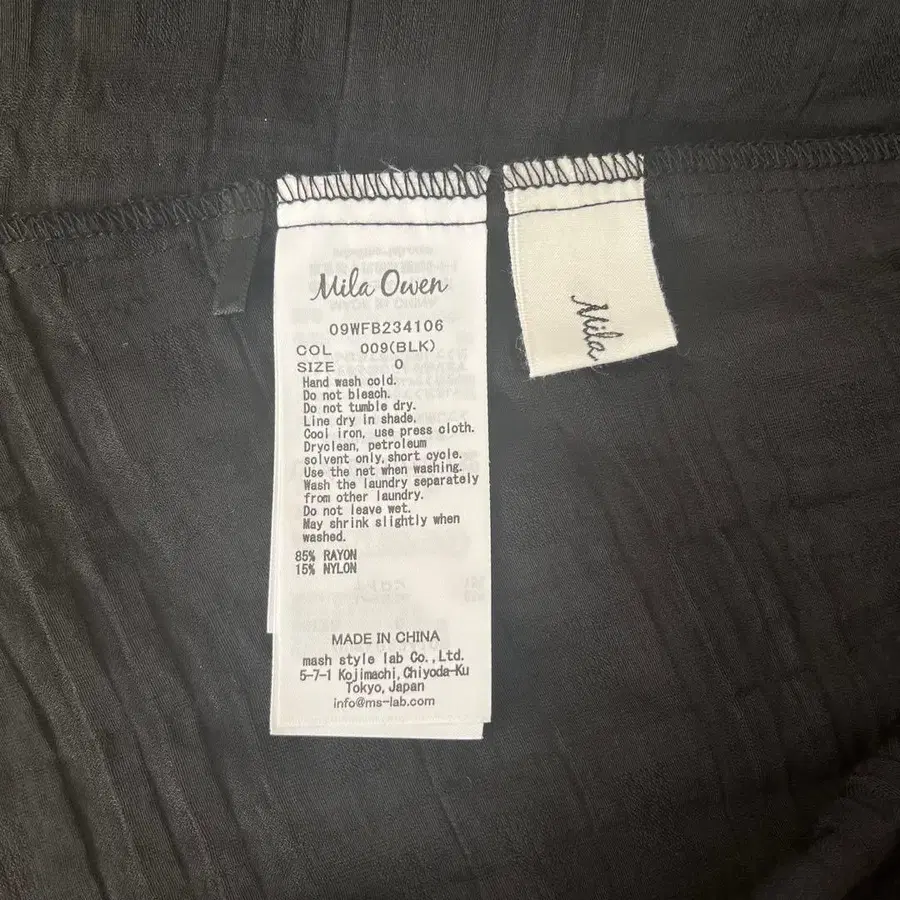 Mila Owen
09WFB234106
COL 009(BLK)
SIZE 0
Hand wash cold.
Do not bleach.
Do not tumble dry.
Line dry in shade.
Cool iron, use press cloth.
Dryclean, petroleum
solvent only,short cycle.
Use the net when washing.
Wash the laundry separately
from other laundry.
Do not leave wet.
May shrink slightly when
washed.
85% RAYON
15% NYLON
MADE IN CHINA
mash style lab Co.,Ltd.
5-7-1 Kojimachi,Chiyoda-Ku
Tokyo,Japan
info@ms-lab.com
Mila